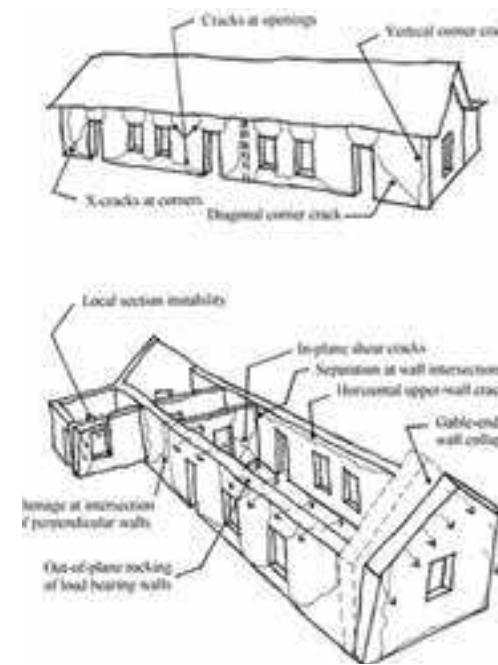 Cracks at openings
Vertical corner crac
X-cracks at corners
Diagonal corner crack
Local section instability
In-plane shear cracks
Separation at wall intersection
Horizontal upper-wall crac
Gable-end
wall collap
amage at intersection
f perpendicular walls
Out-of-plane rocking
of load bearing walls